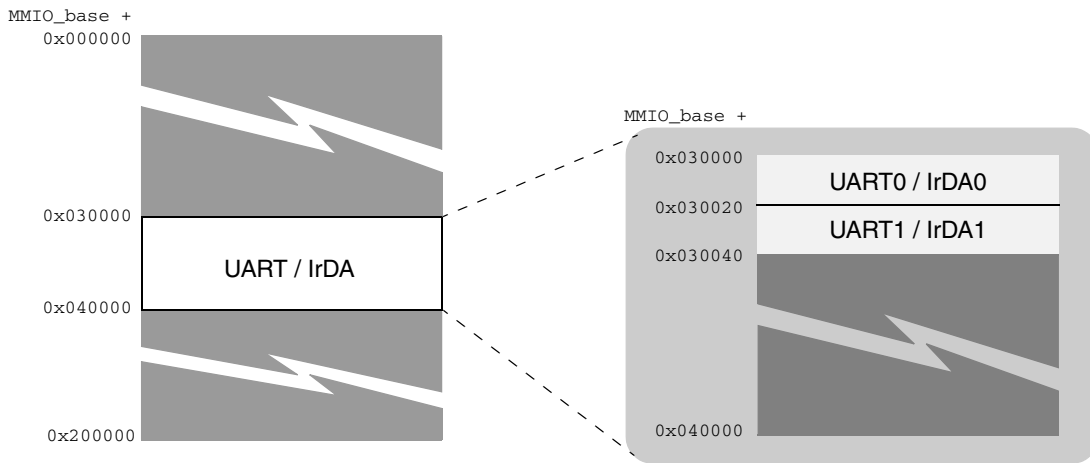 MMIO_base +
0x000000
0x030000
UART / IrDA
0x040000
0x200000
MMIO_base +
0x030000
UART0 / IrDA0
0x030020
UART1 / IrDA1
0x030040
0x040000